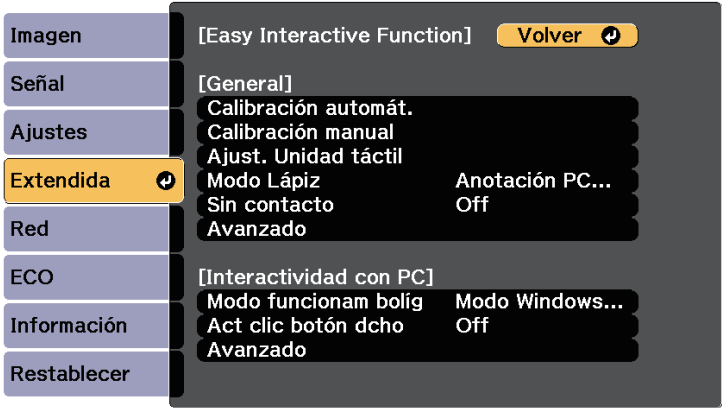 Imagen
Señal
Ajustes
Extendida
Red
ECO
Información
Restablecer
[Easy Interactive Function] Volver
[General]
Calibración automát.
Calibración manual
Ajust. Unidad táctil
Modo Lápiz Anotación PC...
Sin contacto Off
Avanzado
[Interactividad con PC]
Modo funcionam bolíg Modo Windows...
Act clic botón dcho Off
Avanzado